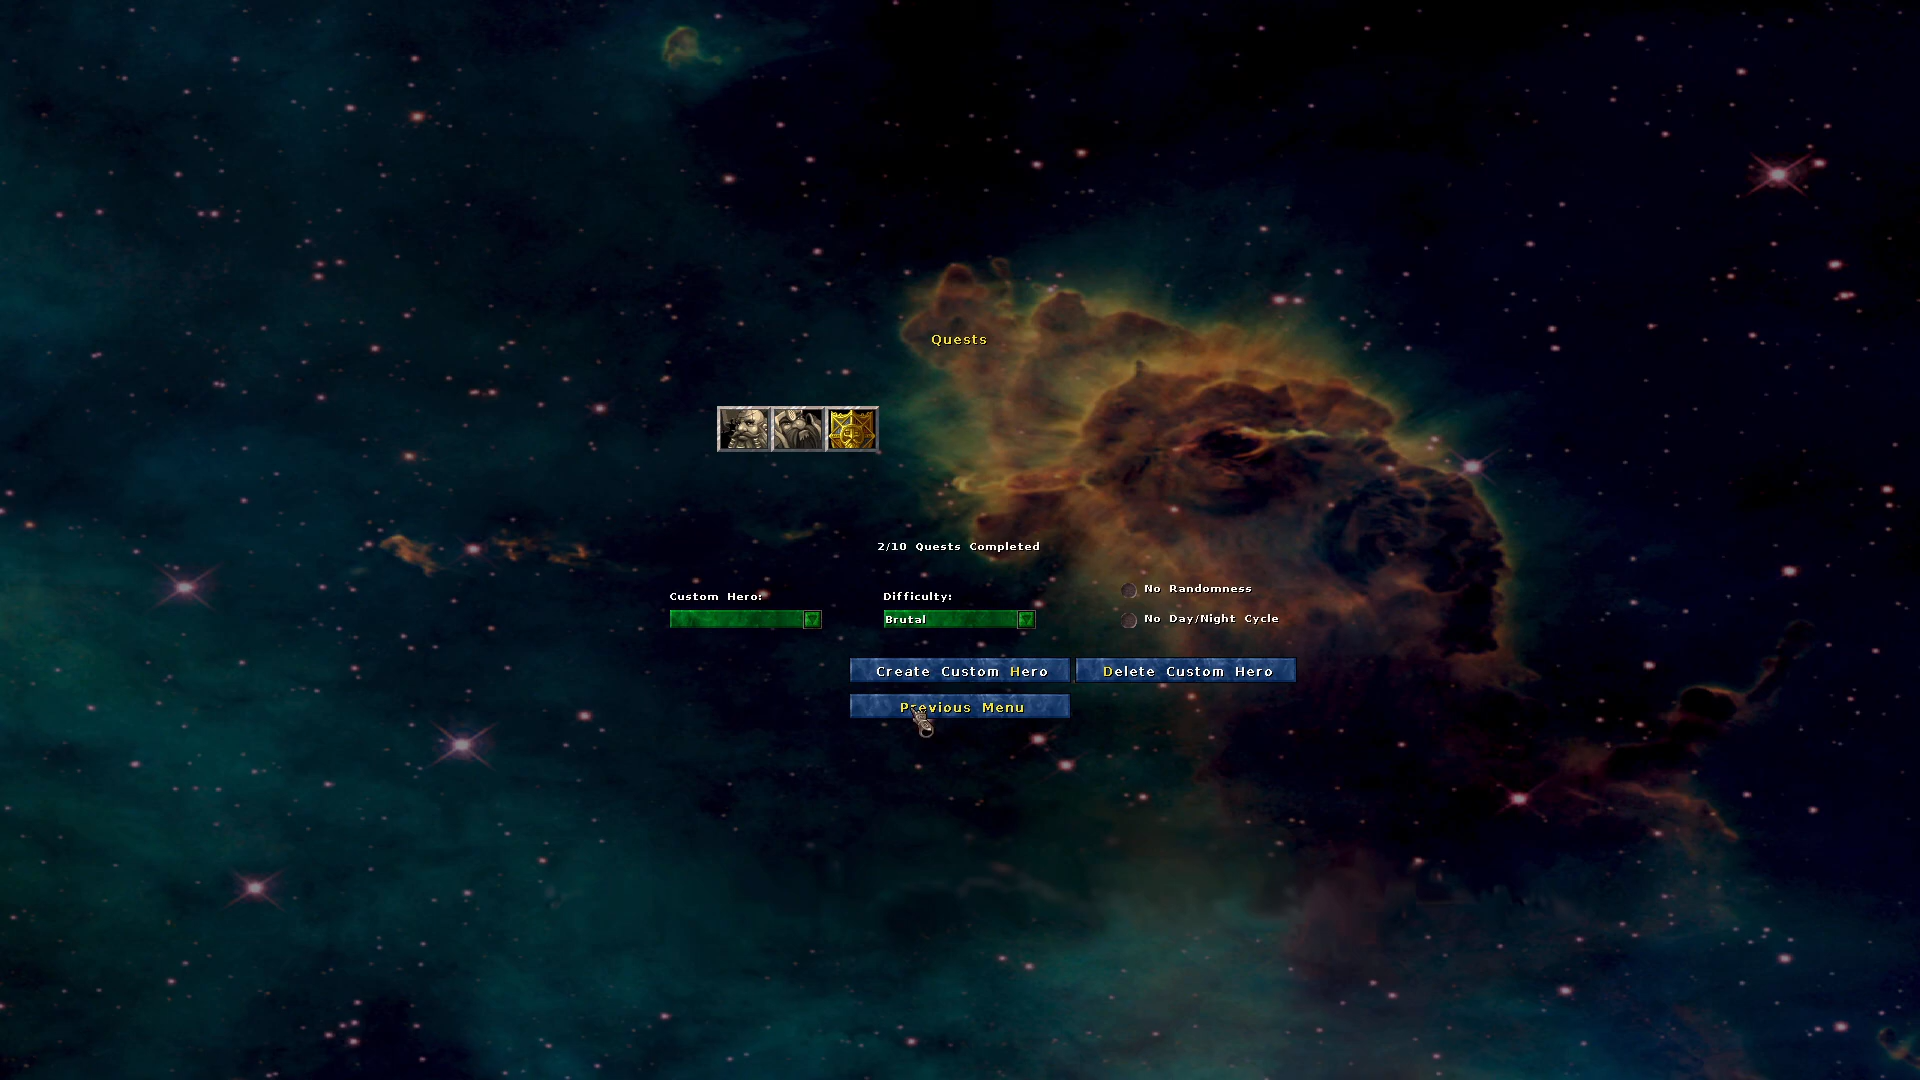 Quests
2/10 Quests Completed
Custom Hero:
Difficulty:
Brutal
No Randomness
No Day/Night Cycle
Create Custom Hero
Delete Custom Hero
Previous Menu